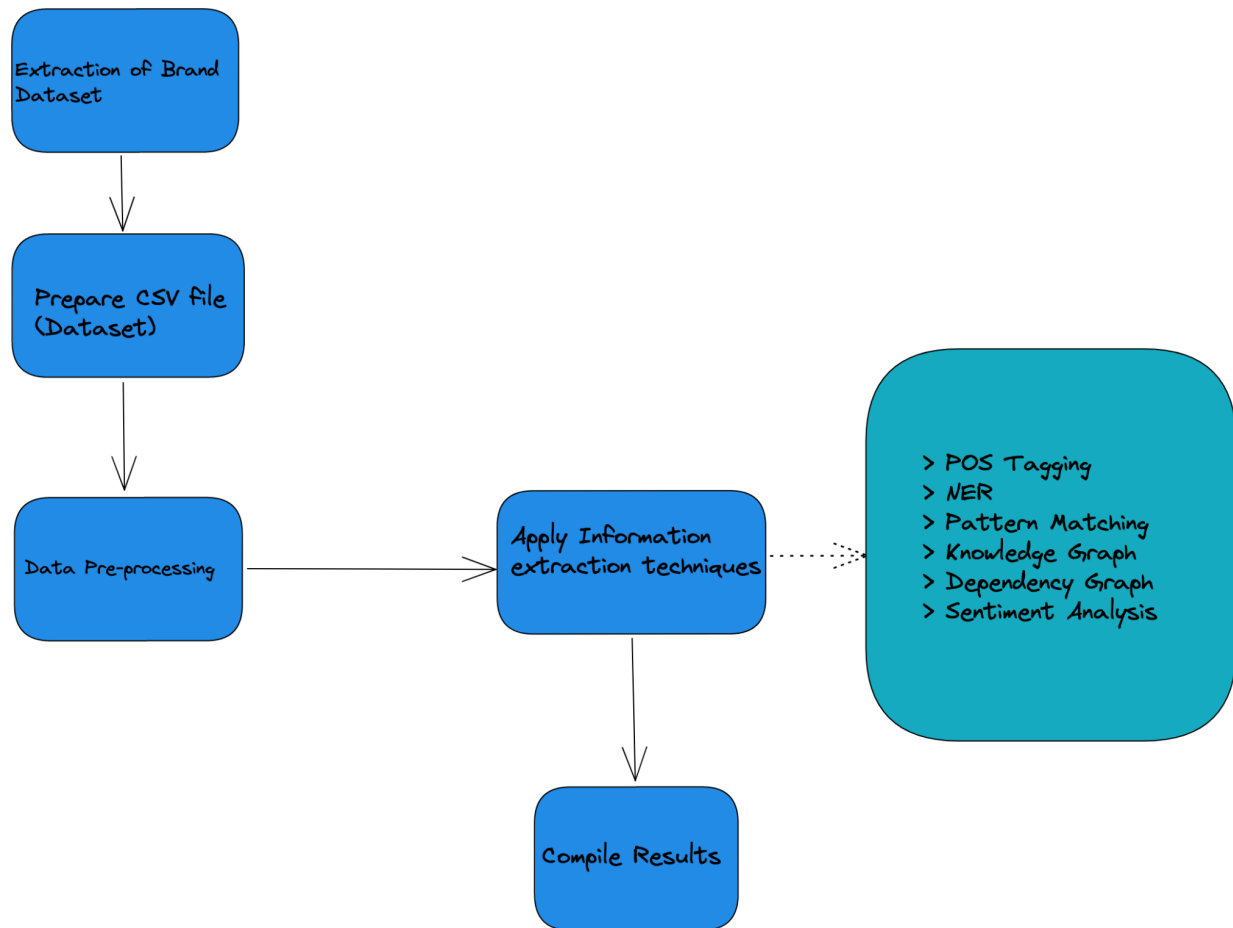 Extraction of Brand
Dataset
Prepare CSV file
(Dataset)
Data Pre-processing
Apply Information
extraction techniques
> POS Tagging
> NER
> Pattern Matching
> Knowledge Graph
> Dependency Graph
> Sentiment Analysis
Compile Results